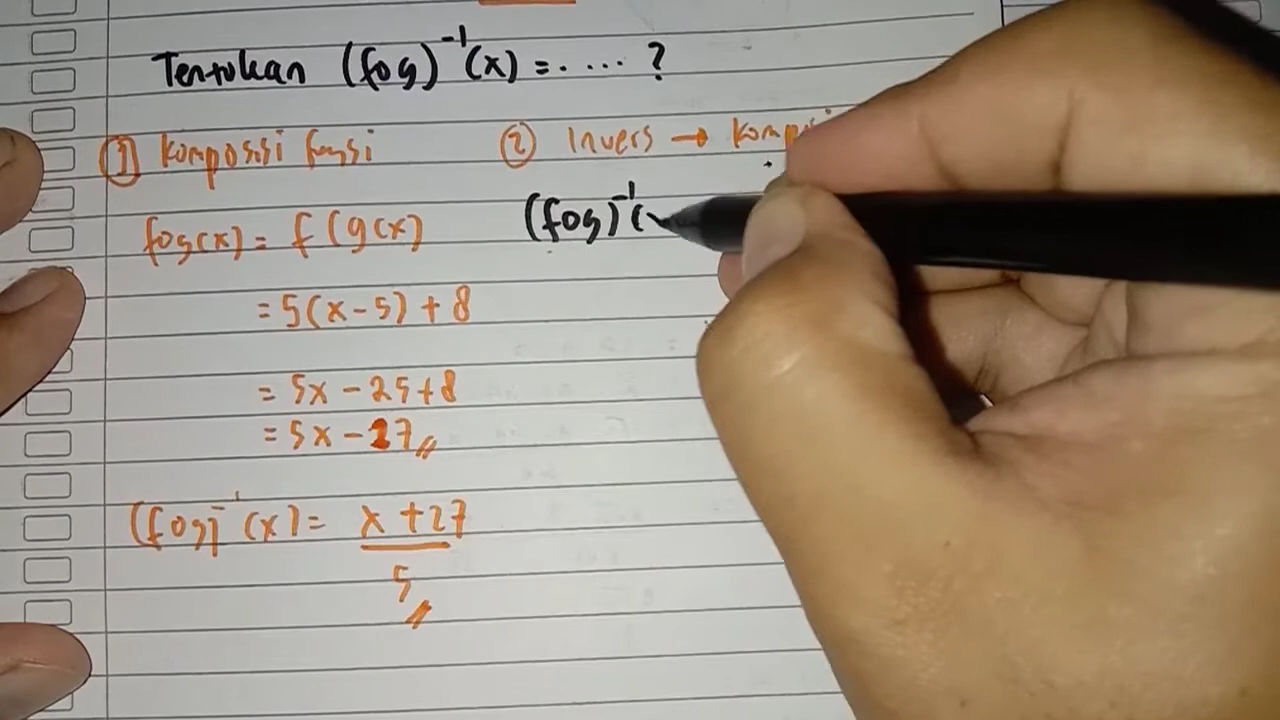 Tentukan (fog)⁻¹(x) = ..... ?
① Komposisi fungsi
② Invers → Komposi
fog(x) = f(g(x)
= 5(x-5) + 8
= 5x - 25 + 8
= 5x - 27
(fog)⁻¹(x) = x + 27
5
(fog)⁻¹(